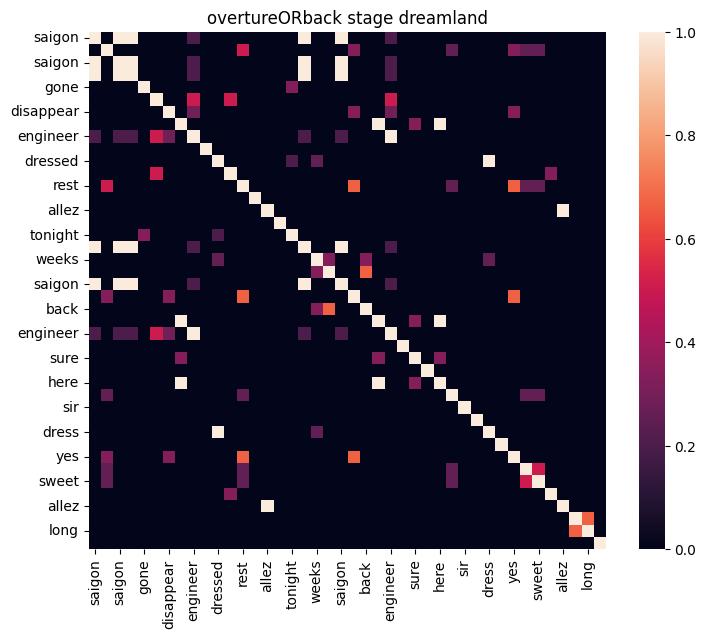 overtureORback stage dreamland
saigon
saigon
gone
disappear
engineer
dressed
rest
allez
tonight
weeks
saigon
back
engineer
sure
here
sir
dress
yes
sweet
allez
long
saigon
saigon
gone
disappear
engineer
dressed
rest
allez
tonight
weeks
saigon
back
engineer
sure
here
sir
dress
yes
sweet
allez
long
1.0
0.8
0.6
0.4
0.2
0.0